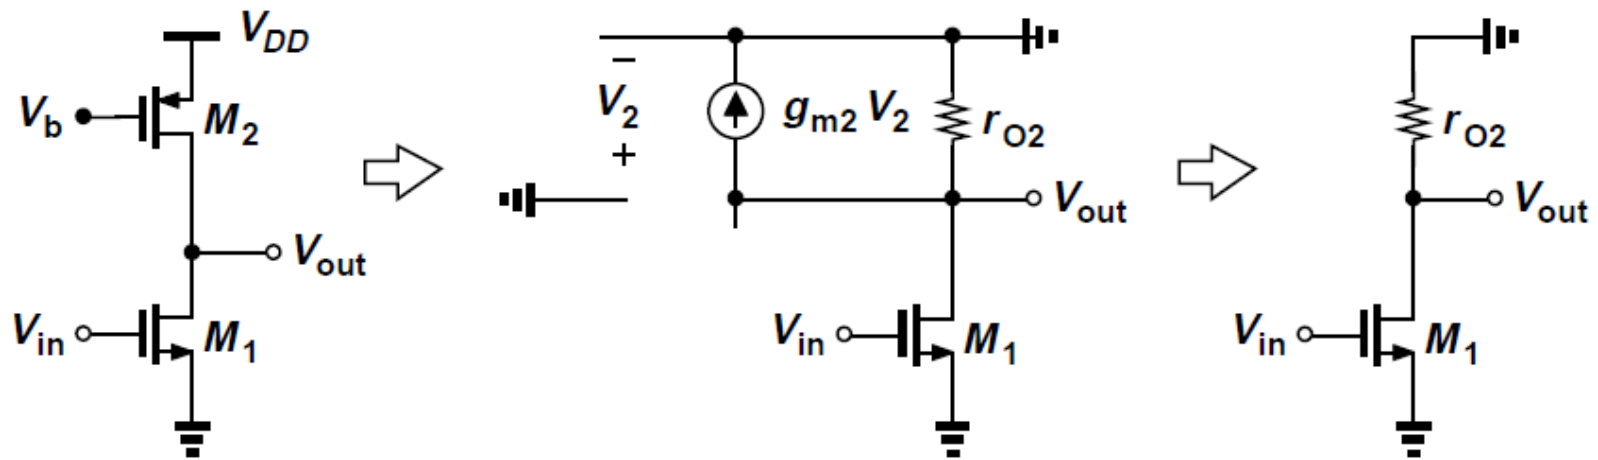 V_DD
V_b
M_2
V_out
V_in
M_1
−
V_2
+
g_m2 V_2
r_O2
V_out
V_in
M_1
r_O2
V_out
V_in
M_1